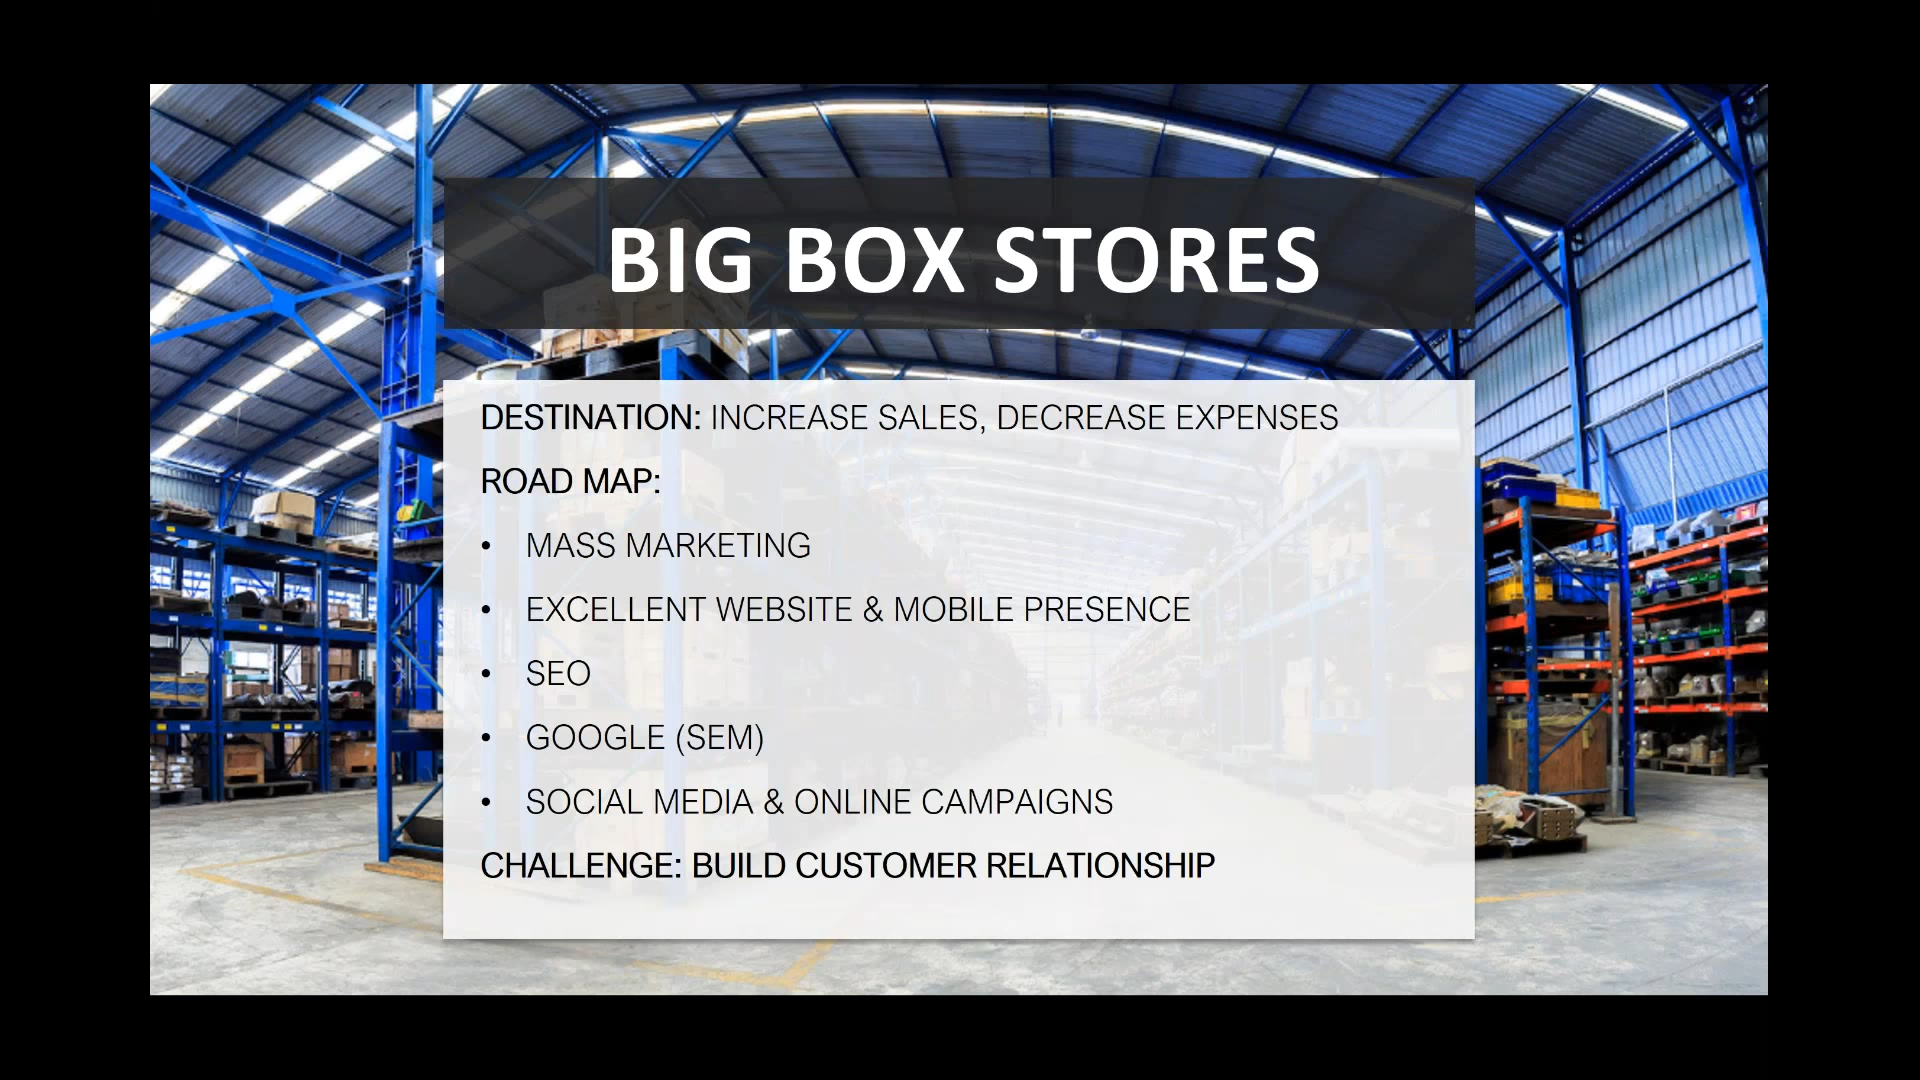 BIG BOX STORES
DESTINATION: INCREASE SALES, DECREASE EXPENSES
ROAD MAP:
• MASS MARKETING
• EXCELLENT WEBSITE & MOBILE PRESENCE
• SEO
• GOOGLE (SEM)
• SOCIAL MEDIA & ONLINE CAMPAIGNS
CHALLENGE: BUILD CUSTOMER RELATIONSHIP